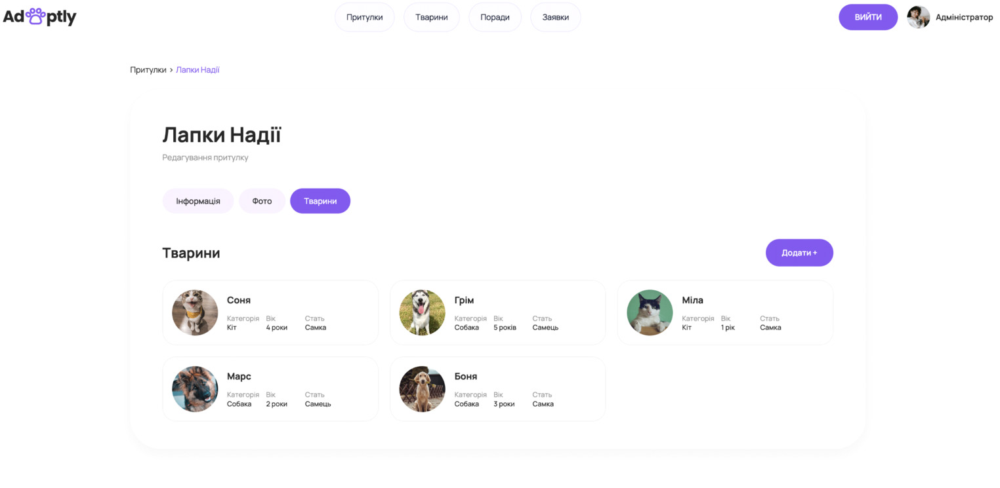 Adoptly
Притулки
Тварини
Поради
Заявки
ВИЙТИ
Адміністратор
Притулки > Лапки Надії
Лапки Надії
Редагування притулку
Інформація
Фото
Тварини
Тварини
Додати +
Соня
Категорія Вік Стать
Кіт 4 роки Самка
Грім
Категорія Вік Стать
Собака 5 років Самець
Міла
Категорія Вік Стать
Кіт 1 рік Самка
Марс
Категорія Вік Стать
Собака 2 роки Самець
Боня
Категорія Вік Стать
Собака 3 роки Самка